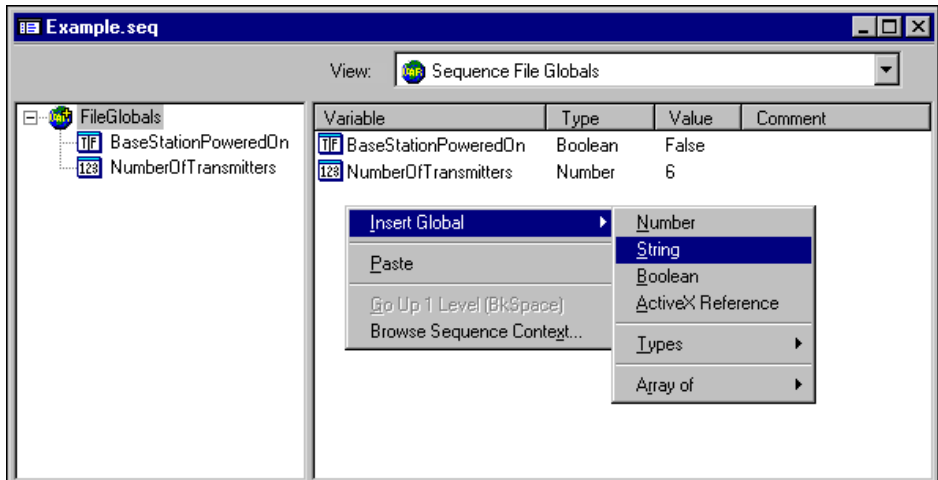 Example.seq
View: Sequence File Globals
FileGlobals
BaseStationPoweredOn
NumberOfTransmitters
Variable Type Value Comment
BaseStationPoweredOn Boolean False
NumberOfTransmitters Number 6
Insert Global
Paste
Go Up 1 Level (BkSpace)
Browse Sequence Context...
Number
String
Boolean
ActiveX Reference
Types
Array of